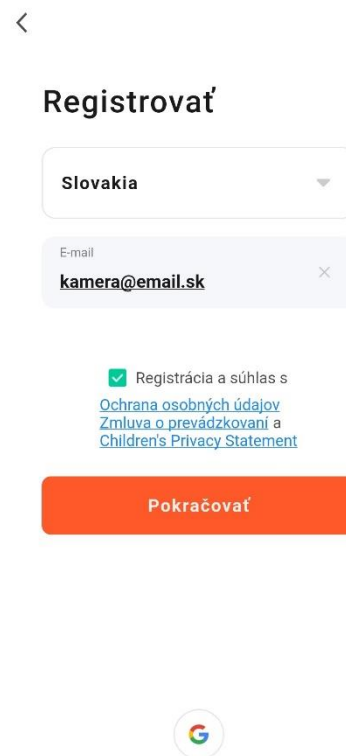 Registrovať
Slovakia
E-mail
kamera@email.sk
Registrácia a súhlas s
Ochrana osobných údajov
Zmluva o prevádzkovaní a
Children's Privacy Statement
Pokračovať